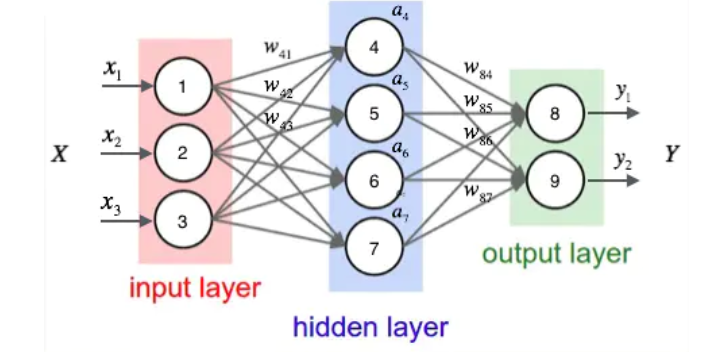 X
x₁
x₂
x₃
1
2
3
input layer
w₄₁
w₄₂
w₄₃
a₄
4
a₅
5
a₆
6
a₇
7
hidden layer
w₈₄
w₈₅
w₈₆
w₈₇
8
9
output layer
y₁
y₂
Y